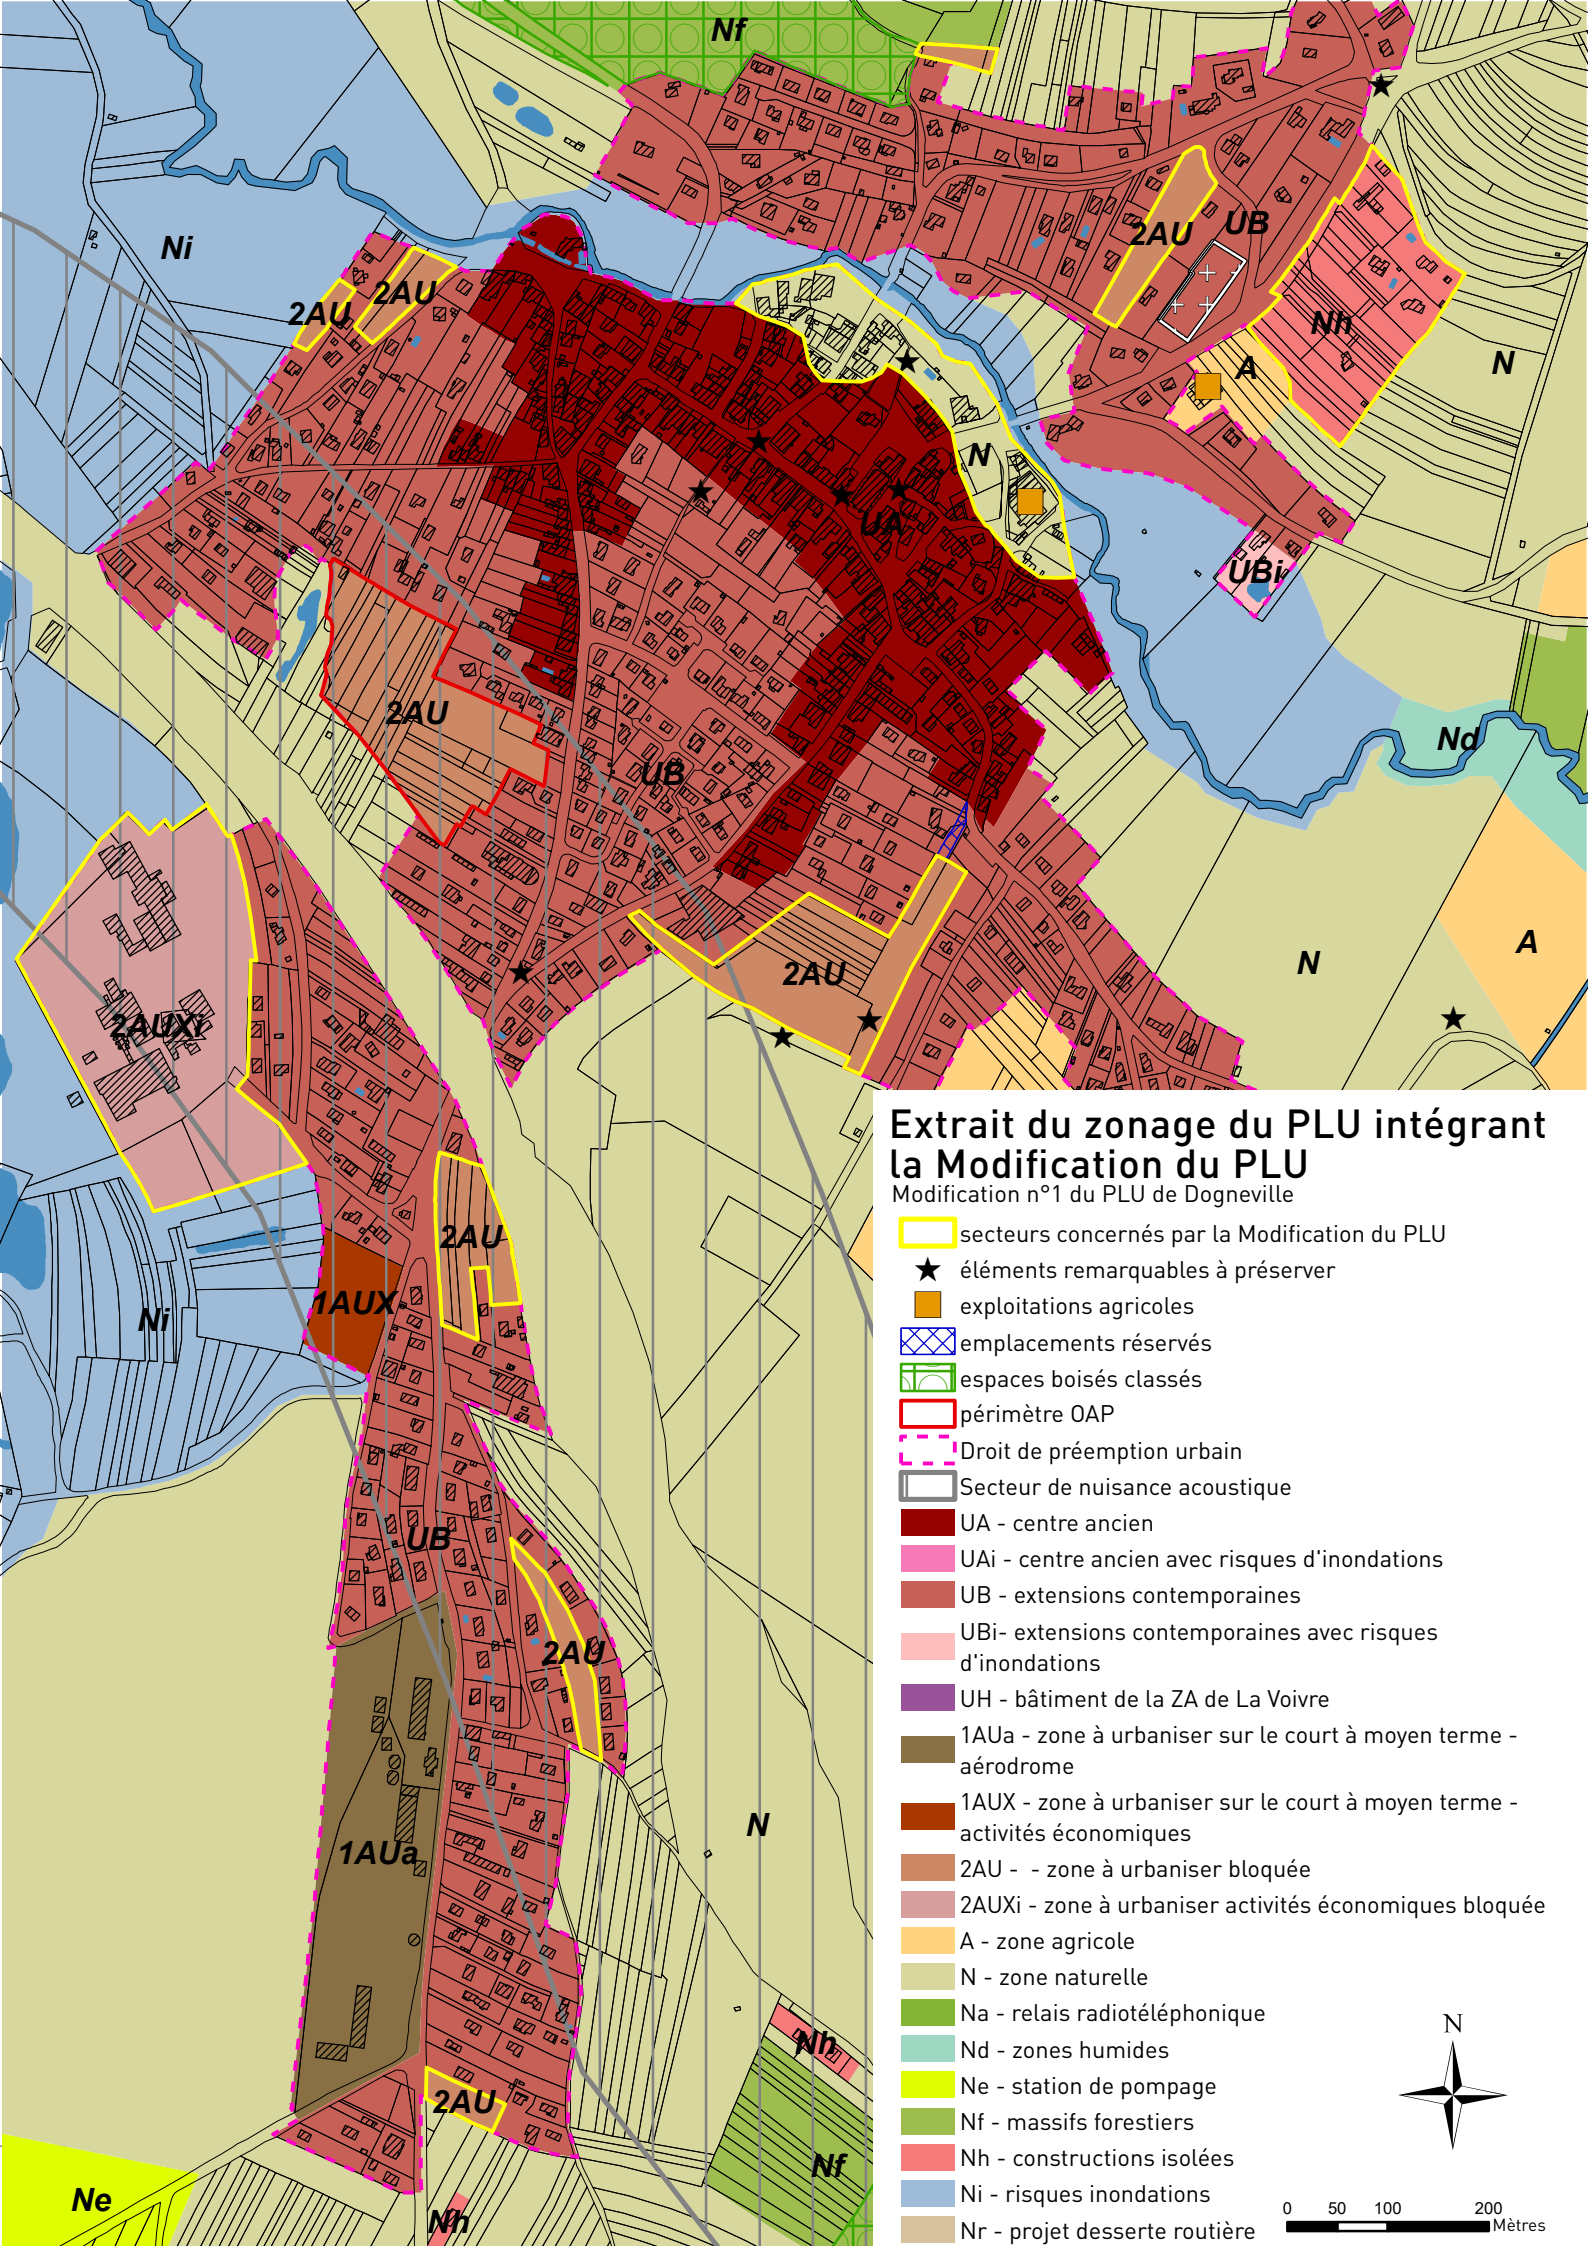 Nf
Ni
2AU
2AU
2AU
UB
Nh
N
A
N
UA
UBi
2AU
Nd
UB
2AU
N
A
2AUXi
2AU
1AUX
Ni
UB
2AU
1AUa
N
Nh
2AU
Nf
Ne
Nh
Extrait du zonage du PLU intégrant
la Modification du PLU
Modification n°1 du PLU de Dogneville
secteurs concernés par la Modification du PLU
éléments remarquables à préserver
exploitations agricoles
emplacements réservés
espaces boisés classés
périmètre OAP
Droit de préemption urbain
Secteur de nuisance acoustique
UA - centre ancien
UAi - centre ancien avec risques d'inondations
UB - extensions contemporaines
UBi- extensions contemporaines avec risques
d'inondations
UH - bâtiment de la ZA de La Voivre
1AUa - zone à urbaniser sur le court à moyen terme -
aérodrome
1AUX - zone à urbaniser sur le court à moyen terme -
activités économiques
2AU - - zone à urbaniser bloquée
2AUXi - zone à urbaniser activités économiques bloquée
A - zone agricole
N - zone naturelle
Na - relais radiotéléphonique
Nd - zones humides
Ne - station de pompage
Nf - massifs forestiers
Nh - constructions isolées
Ni - risques inondations
Nr - projet desserte routière
N
0 50 100 200
Mètres